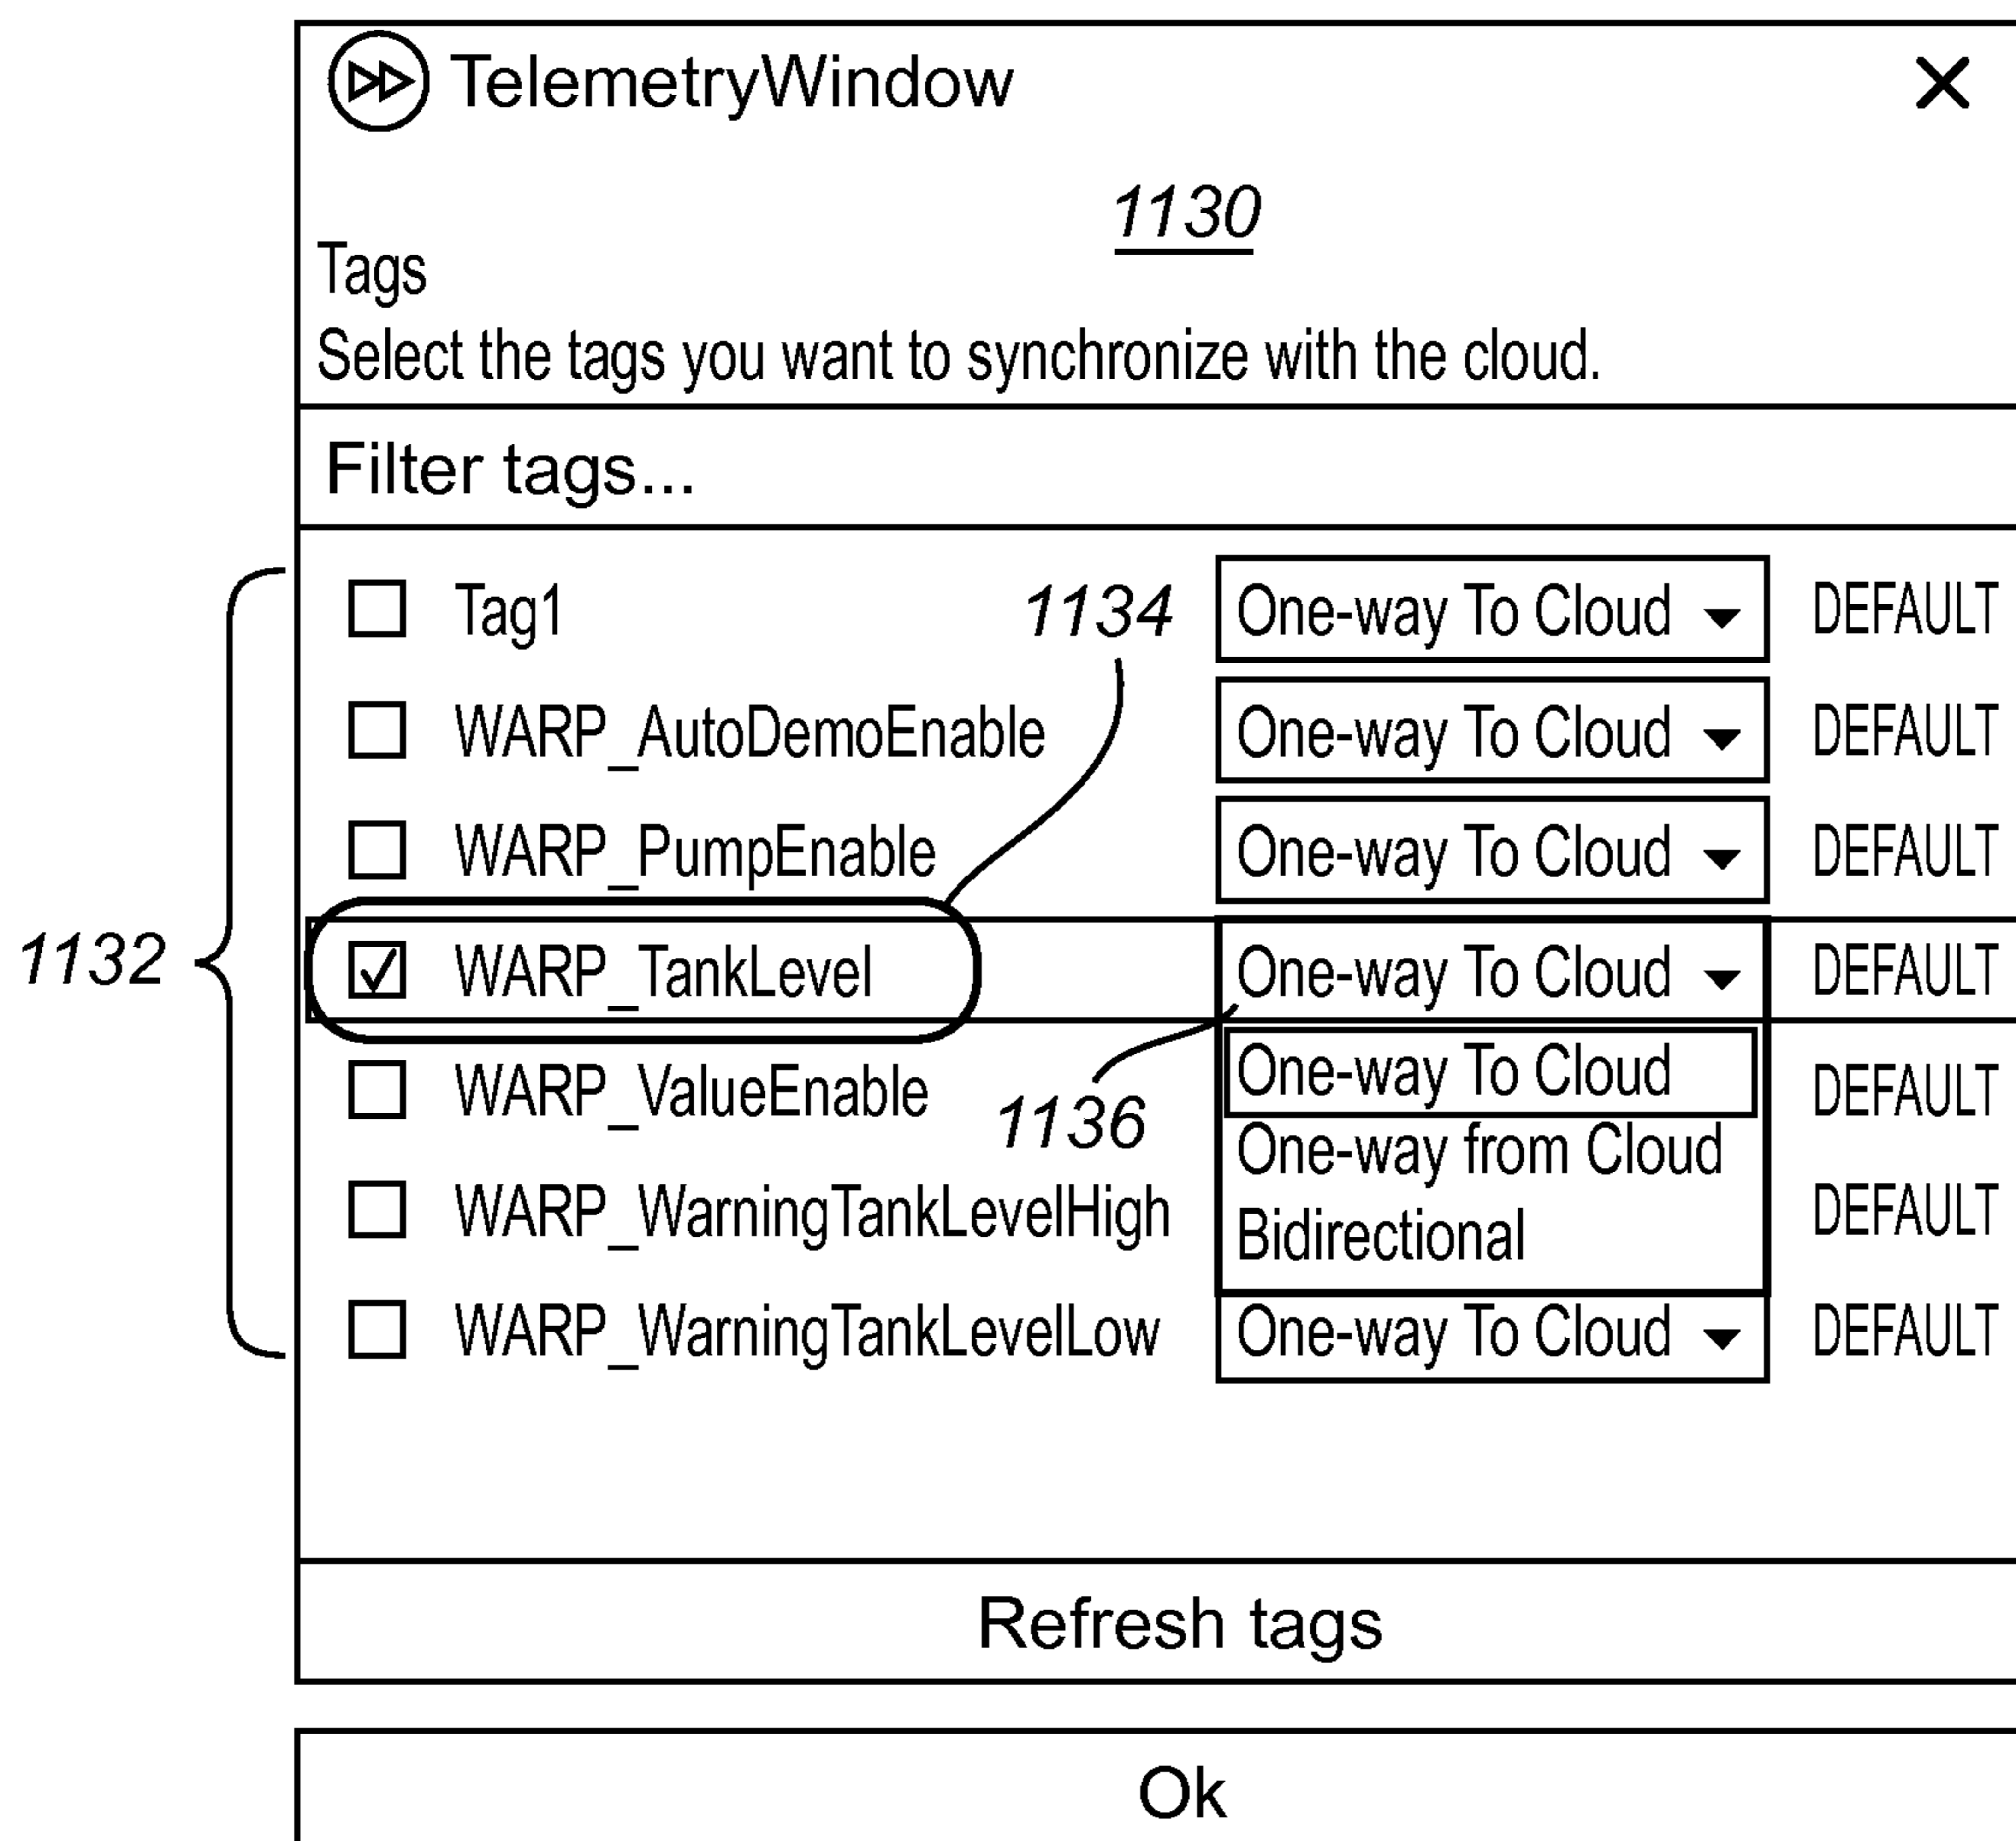 TelemetryWindow
1130
Tags
Select the tags you want to synchronize with the cloud.
Filter tags...
Tag1 1134 One-way To Cloud DEFAULT
WARP_AutoDemoEnable One-way To Cloud DEFAULT
WARP_PumpEnable One-way To Cloud DEFAULT
1132 WARP_TankLevel One-way To Cloud DEFAULT
One-way To Cloud
WARP_ValueEnable 1136 DEFAULT
One-way from Cloud
WARP_WarningTankLevelHigh Bidirectional DEFAULT
WARP_WarningTankLevelLow One-way To Cloud DEFAULT
Refresh tags
Ok